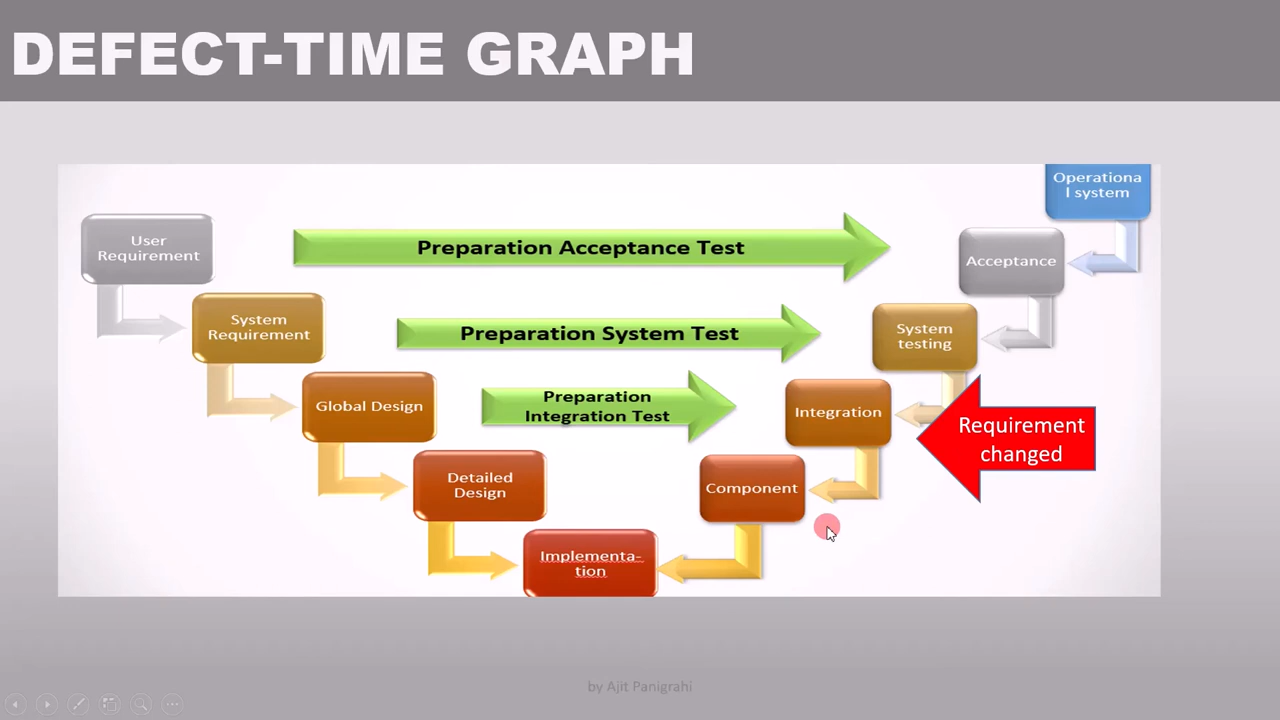 DEFECT-TIME GRAPH
Operationa
l system
User
Requirement
Preparation Acceptance Test
Acceptance
System
Requirement
Preparation System Test
System
testing
Global Design
Preparation
Integration Test
Integration
Requirement
changed
Detailed
Design
Component
Implementa-
tion
by Ajit Panigrahi